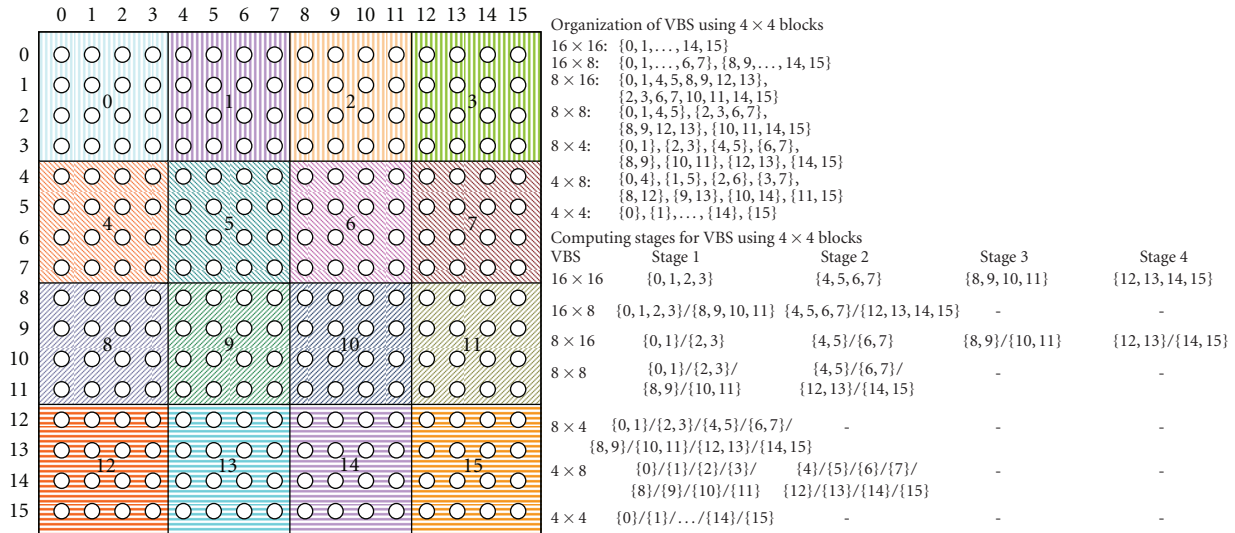 0 1 2 3 4 5 6 7 8 9 10 11 12 13 14 15
0
1
2
3
4
5
6
7
8
9
10
11
12
13
14
15
0 1 2 3
4 5 6 7
8 9 10 11
12 13 14 15
Organization of VBS using 4 × 4 blocks
16 × 16: {0, 1, . . . , 14, 15}
16 × 8: {0, 1, . . . , 6, 7}, {8, 9, . . . , 14, 15}
8 × 16: {0, 1, 4, 5, 8, 9, 12, 13},
{2, 3, 6, 7, 10, 11, 14, 15}
8 × 8: {0, 1, 4, 5}, {2, 3, 6, 7},
{8, 9, 12, 13}, {10, 11, 14, 15}
8 × 4: {0, 1}, {2, 3}, {4, 5}, {6, 7},
{8, 9}, {10, 11}, {12, 13}, {14, 15}
4 × 8: {0, 4}, {1, 5}, {2, 6}, {3, 7},
{8, 12}, {9, 13}, {10, 14}, {11, 15}
4 × 4: {0}, {1}, . . . , {14}, {15}
Computing stages for VBS using 4 × 4 blocks
VBS Stage 1 Stage 2 Stage 3 Stage 4
16 × 16 {0, 1, 2, 3} {4, 5, 6, 7} {8, 9, 10, 11} {12, 13, 14, 15}
16 × 8 {0, 1, 2, 3}/{8, 9, 10, 11} {4, 5, 6, 7}/{12, 13, 14, 15} - -
8 × 16 {0, 1}/{2, 3} {4, 5}/{6, 7} {8, 9}/{10, 11} {12, 13}/{14, 15}
8 × 8 {0, 1}/{2, 3}/ {4, 5}/{6, 7}/ - -
{8, 9}/{10, 11} {12, 13}/{14, 15}
8 × 4 {0, 1}/{2, 3}/{4, 5}/{6, 7}/ - - -
{8, 9}/{10, 11}/{12, 13}/{14, 15}
4 × 8 {0}/{1}/{2}/{3}/ {4}/{5}/{6}/{7}/ - -
{8}/{9}/{10}/{11} {12}/{13}/{14}/{15}
4 × 4 {0}/{1}/. . . /{14}/{15} - - -